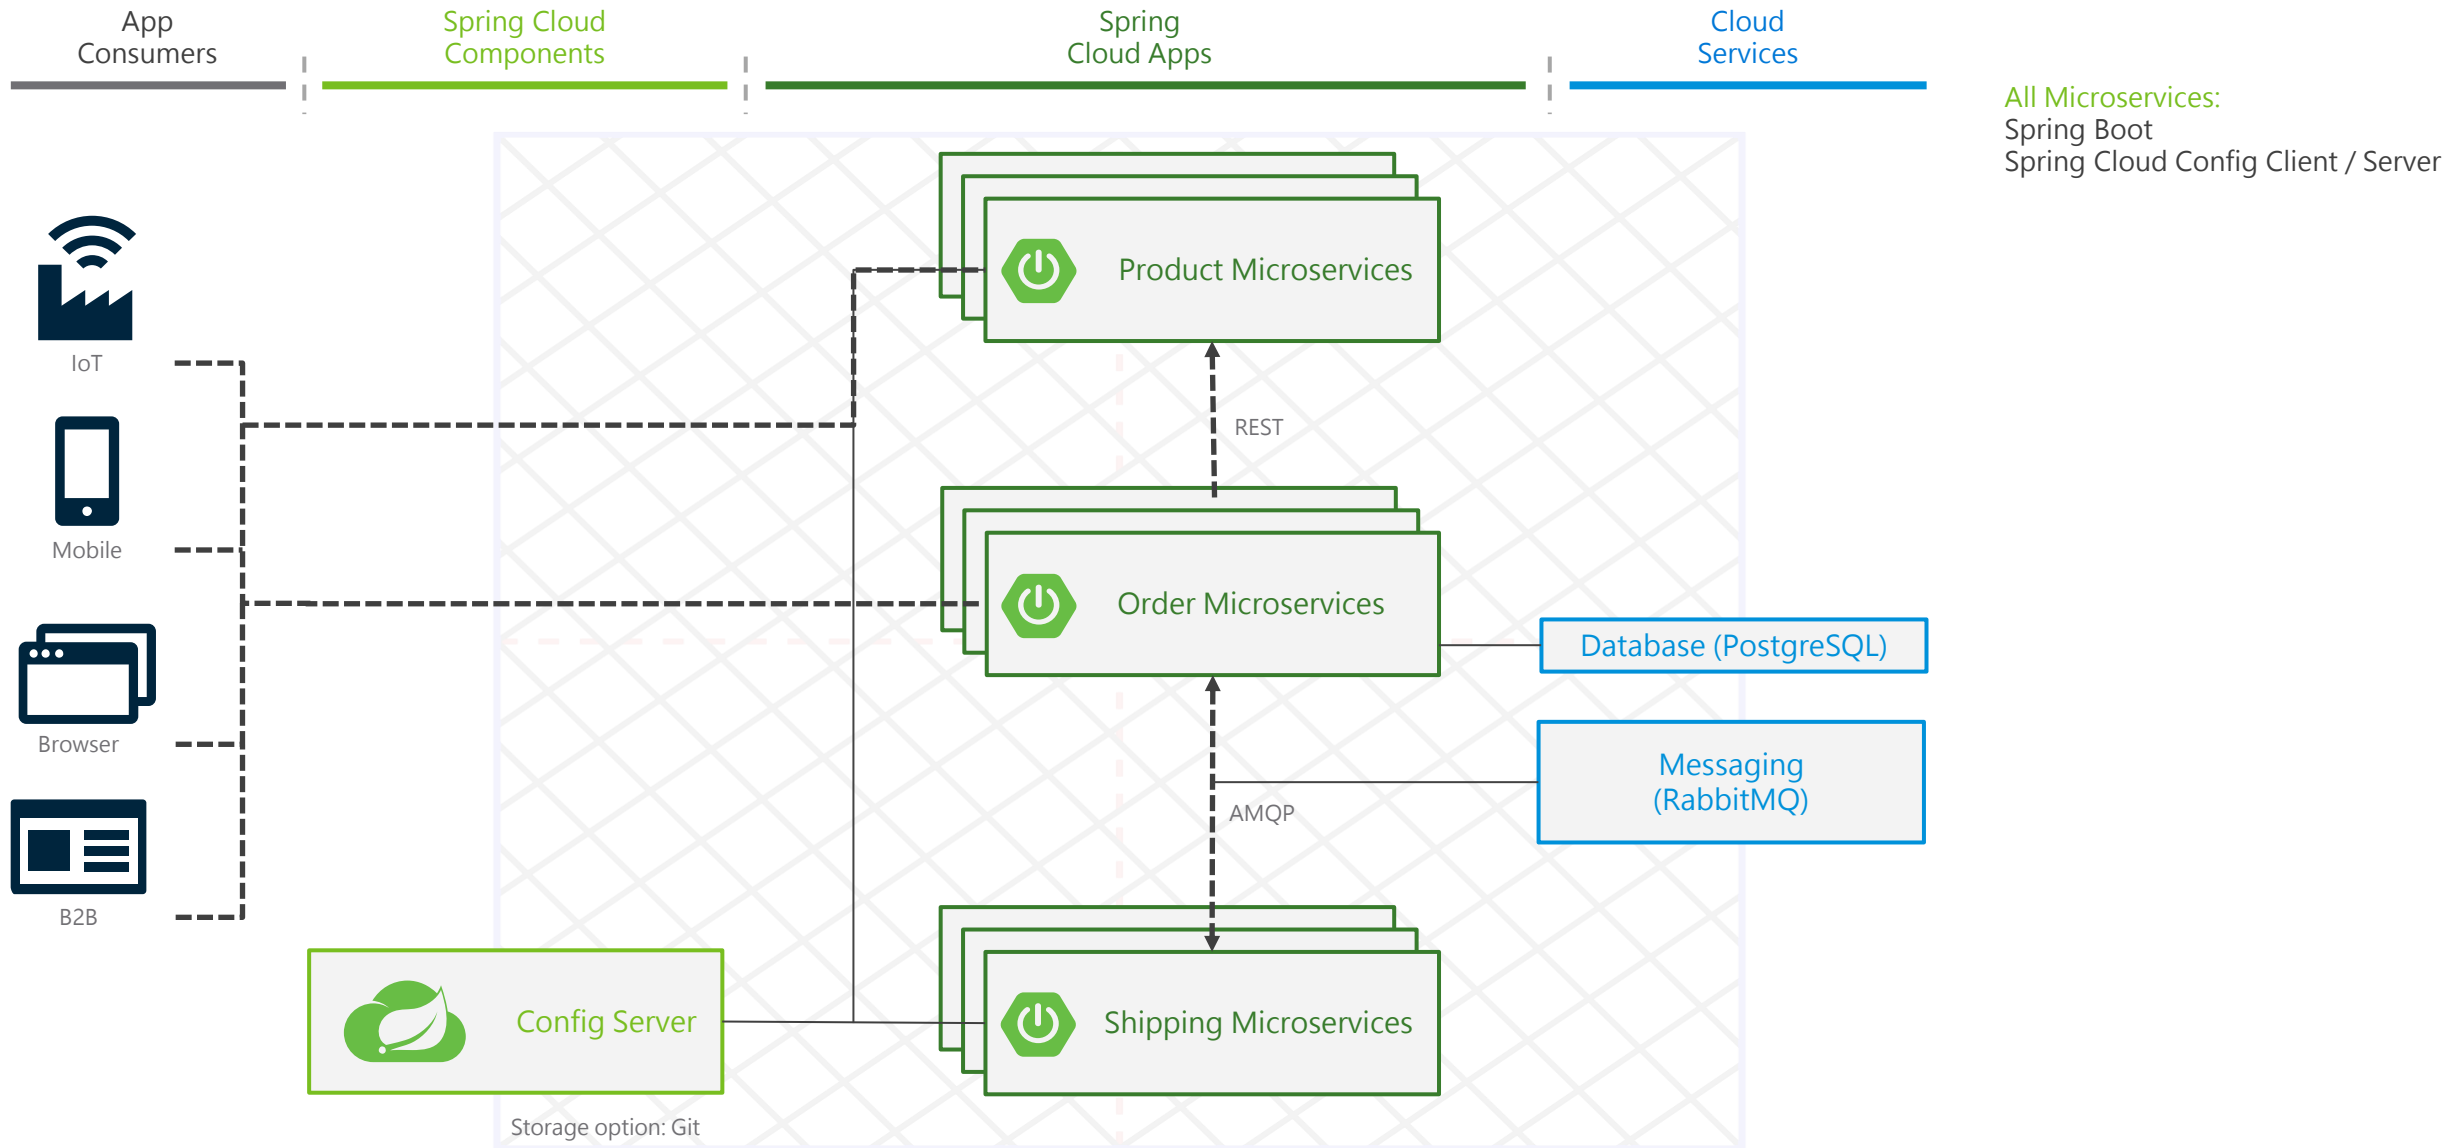 App
Consumers
Spring Cloud
Components
Spring
Cloud Apps
Cloud
Services
All Microservices:
Spring Boot
Spring Cloud Config Client / Server
Product Microservices
IoT
REST
Mobile
Order Microservices
Database (PostgreSQL)
Browser
Messaging
(RabbitMQ)
AMQP
B2B
Config Server
Shipping Microservices
Storage option: Git